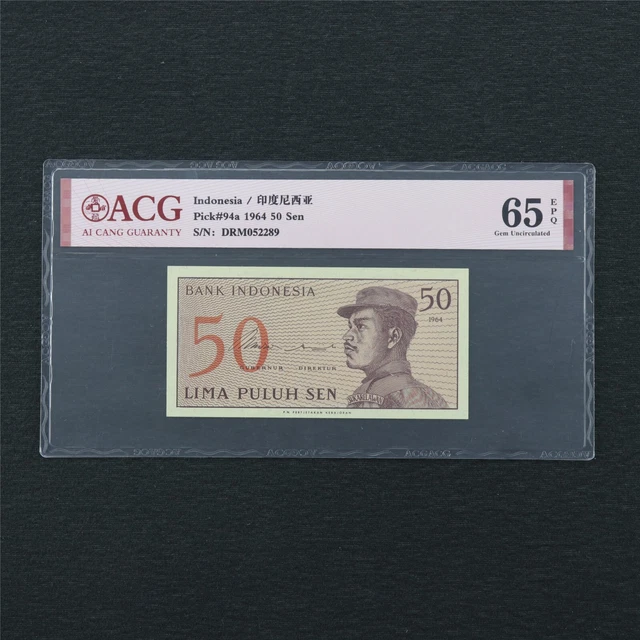 ACG
AI CANG GUARANTY
Indonesia / 印度尼西亚
Pick#94a 1964 50 Sen
S/N: DRM052289
65 EPQ
Gem Uncirculated
BANK INDONESIA
50
1964
50
GUBERNUR DIREKTUR
LIMA PULUH SEN